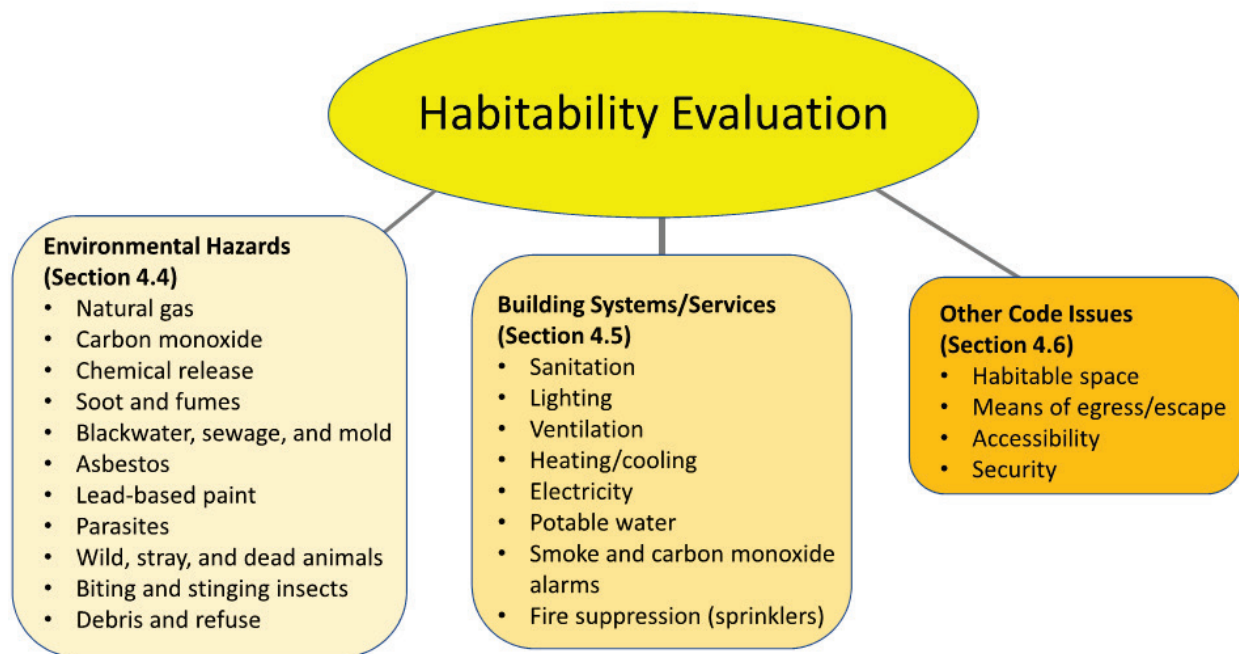 Habitability Evaluation
Environmental Hazards
(Section 4.4)
• Natural gas
• Carbon monoxide
• Chemical release
• Soot and fumes
• Blackwater, sewage, and mold
• Asbestos
• Lead-based paint
• Parasites
• Wild, stray, and dead animals
• Biting and stinging insects
• Debris and refuse
Building Systems/Services
(Section 4.5)
• Sanitation
• Lighting
• Ventilation
• Heating/cooling
• Electricity
• Potable water
• Smoke and carbon monoxide
alarms
• Fire suppression (sprinklers)
Other Code Issues
(Section 4.6)
• Habitable space
• Means of egress/escape
• Accessibility
• Security